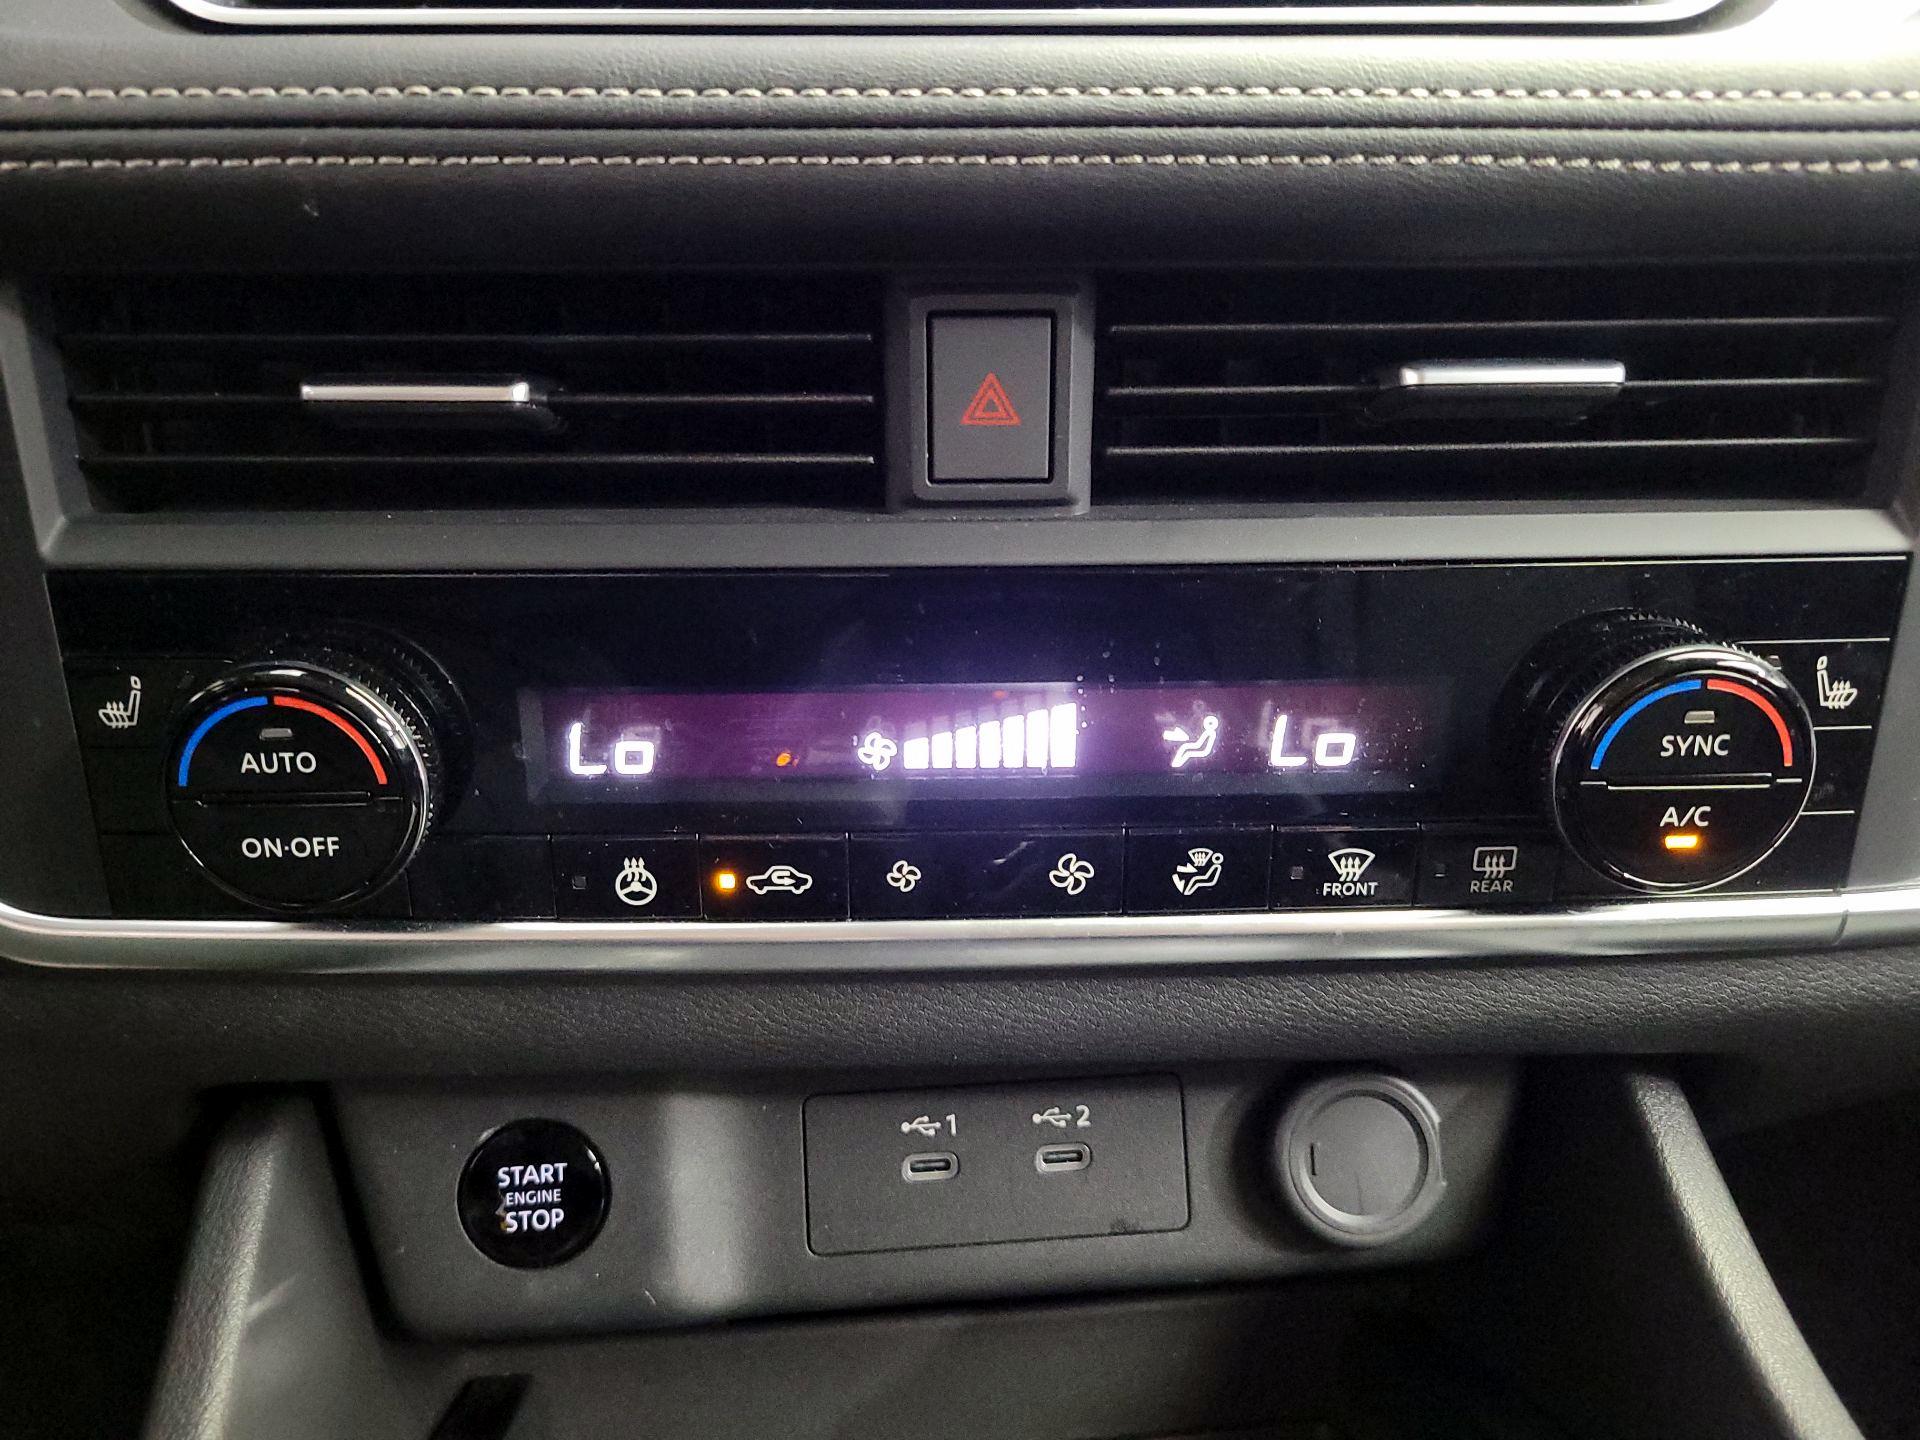 Lo
Lo
AUTO
ON·OFF
SYNC
A/C
FRONT
REAR
1
2
START
ENGINE
STOP